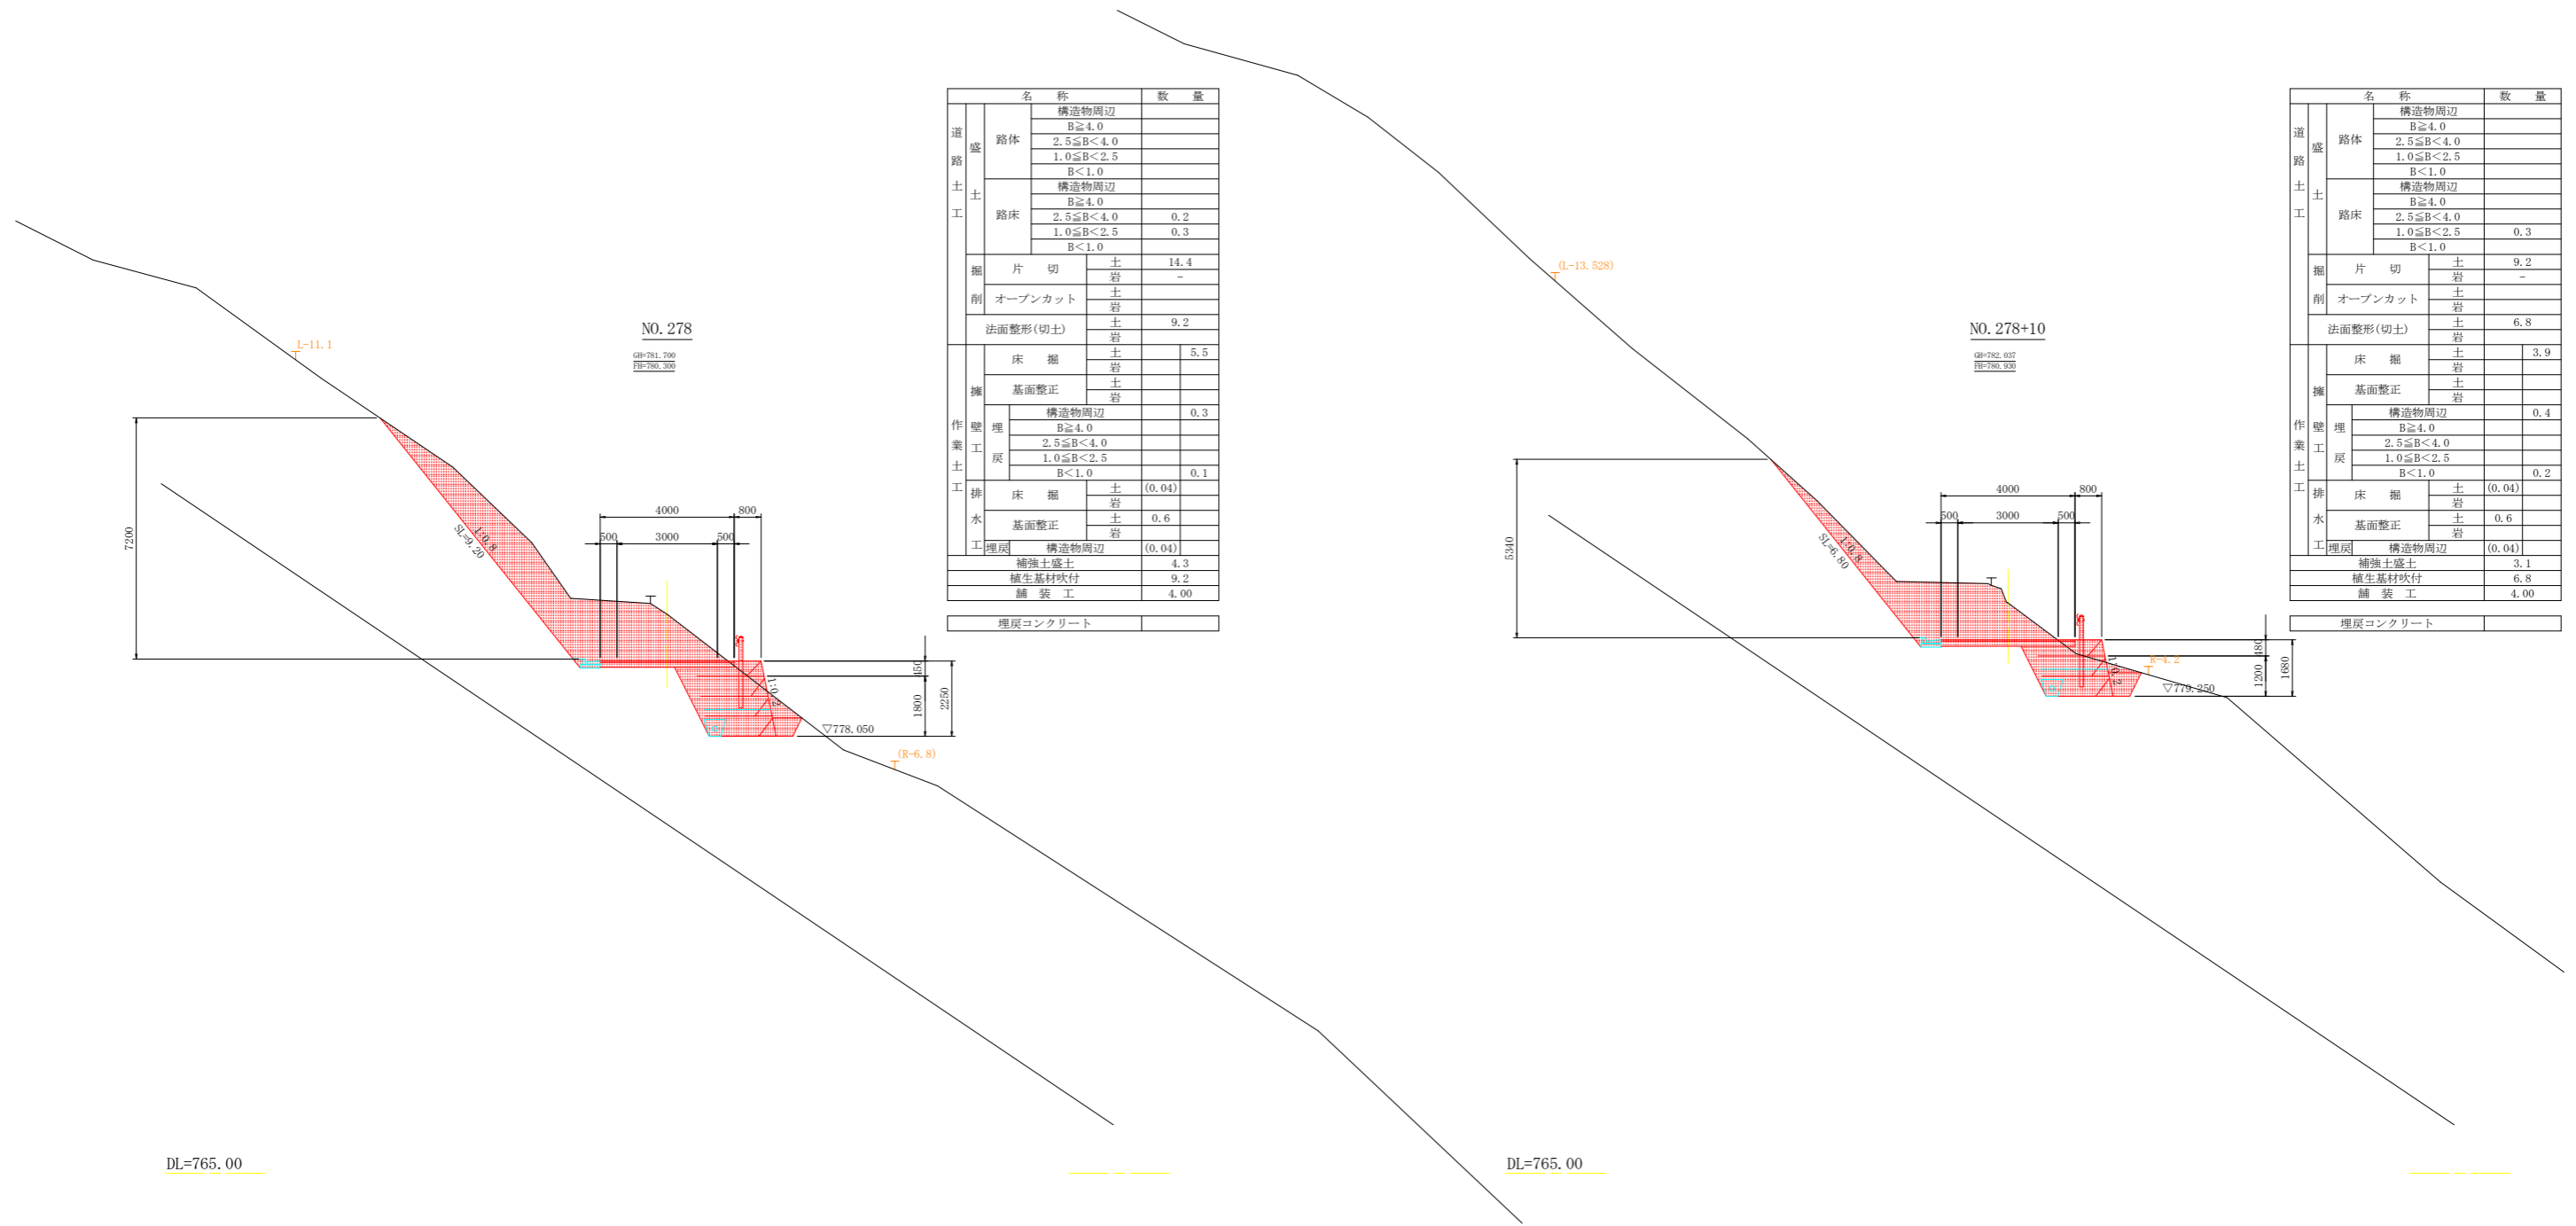 NO.278
GH=781.700
FH=780.300
L-11.1
7200
1:0.8
SL=9.20
4000
800
500
3000
500
450
1800
2250
1:0.2
▽778.050
(R-6.8)
DL=765.00
名 称 数 量
道路土工
盛土
路体
構造物周辺
B≧4.0
2.5≦B<4.0
1.0≦B<2.5
B<1.0
路床
構造物周辺
B≧4.0
2.5≦B<4.0 0.2
1.0≦B<2.5 0.3
B<1.0
掘削
片 切 土 14.4
岩 -
オープンカット 土
岩
法面整形(切土) 土 9.2
岩
作業土工
擁壁工
床 掘 土 5.5
岩
基面整正 土
岩
埋戻
構造物周辺 0.3
B≧4.0
2.5≦B<4.0
1.0≦B<2.5
B<1.0 0.1
排水工
床 掘 土 (0.04)
岩
基面整正 土 0.6
岩
埋戻 構造物周辺 (0.04)
補強土盛土 4.3
植生基材吹付 9.2
舗 装 工 4.00
埋戻コンクリート
NO.278+10
GH=782.037
FH=780.930
(L-13.528)
5340
1:0.8
SL=6.80
4000
800
500
3000
500
480
1200
1680
1:0.2
R-4.2
▽779.250
DL=765.00
名 称 数 量
道路土工
盛土
路体
構造物周辺
B≧4.0
2.5≦B<4.0
1.0≦B<2.5
B<1.0
路床
構造物周辺
B≧4.0
2.5≦B<4.0
1.0≦B<2.5 0.3
B<1.0
掘削
片 切 土 9.2
岩 -
オープンカット 土
岩
法面整形(切土) 土 6.8
岩
作業土工
擁壁工
床 掘 土 3.9
岩
基面整正 土
岩
埋戻
構造物周辺 0.4
B≧4.0
2.5≦B<4.0
1.0≦B<2.5
B<1.0 0.2
排水工
床 掘 土 (0.04)
岩
基面整正 土 0.6
岩
埋戻 構造物周辺 (0.04)
補強土盛土 3.1
植生基材吹付 6.8
舗 装 工 4.00
埋戻コンクリート